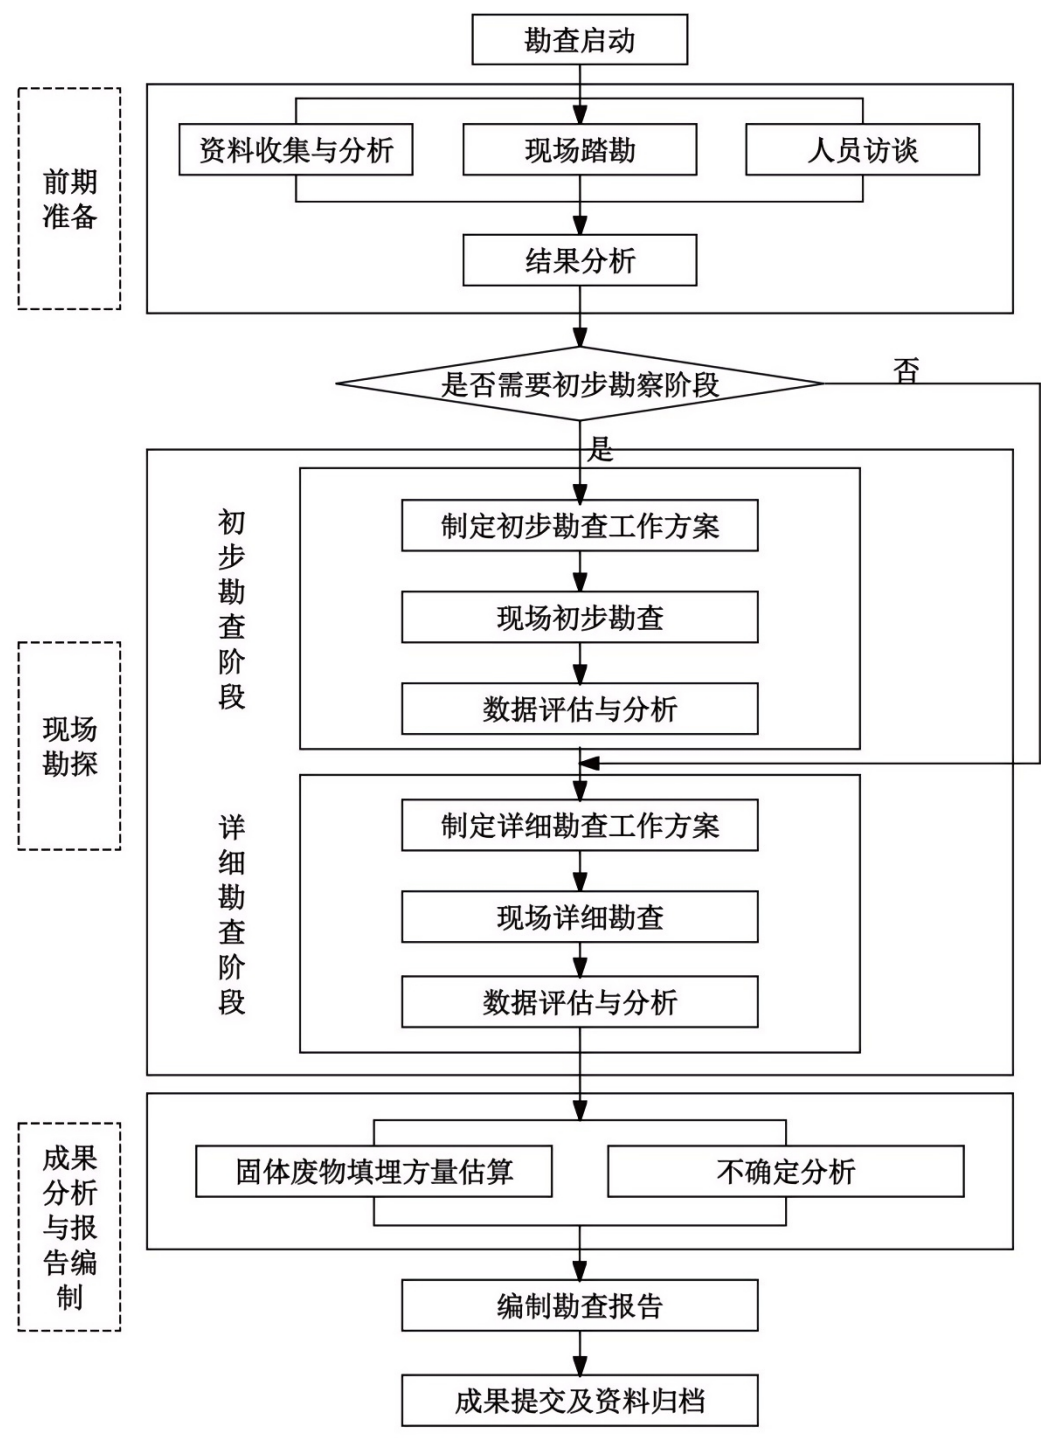 勘查启动
前期
准备
资料收集与分析
现场踏勘
人员访谈
结果分析
是否需要初步勘察阶段
否
是
现场
勘探
初步勘查阶段
制定初步勘查工作方案
现场初步勘查
数据评估与分析
详细勘查阶段
制定详细勘查工作方案
现场详细勘查
数据评估与分析
成果
分析
与报
告编
制
固体废物填埋方量估算
不确定分析
编制勘查报告
成果提交及资料归档